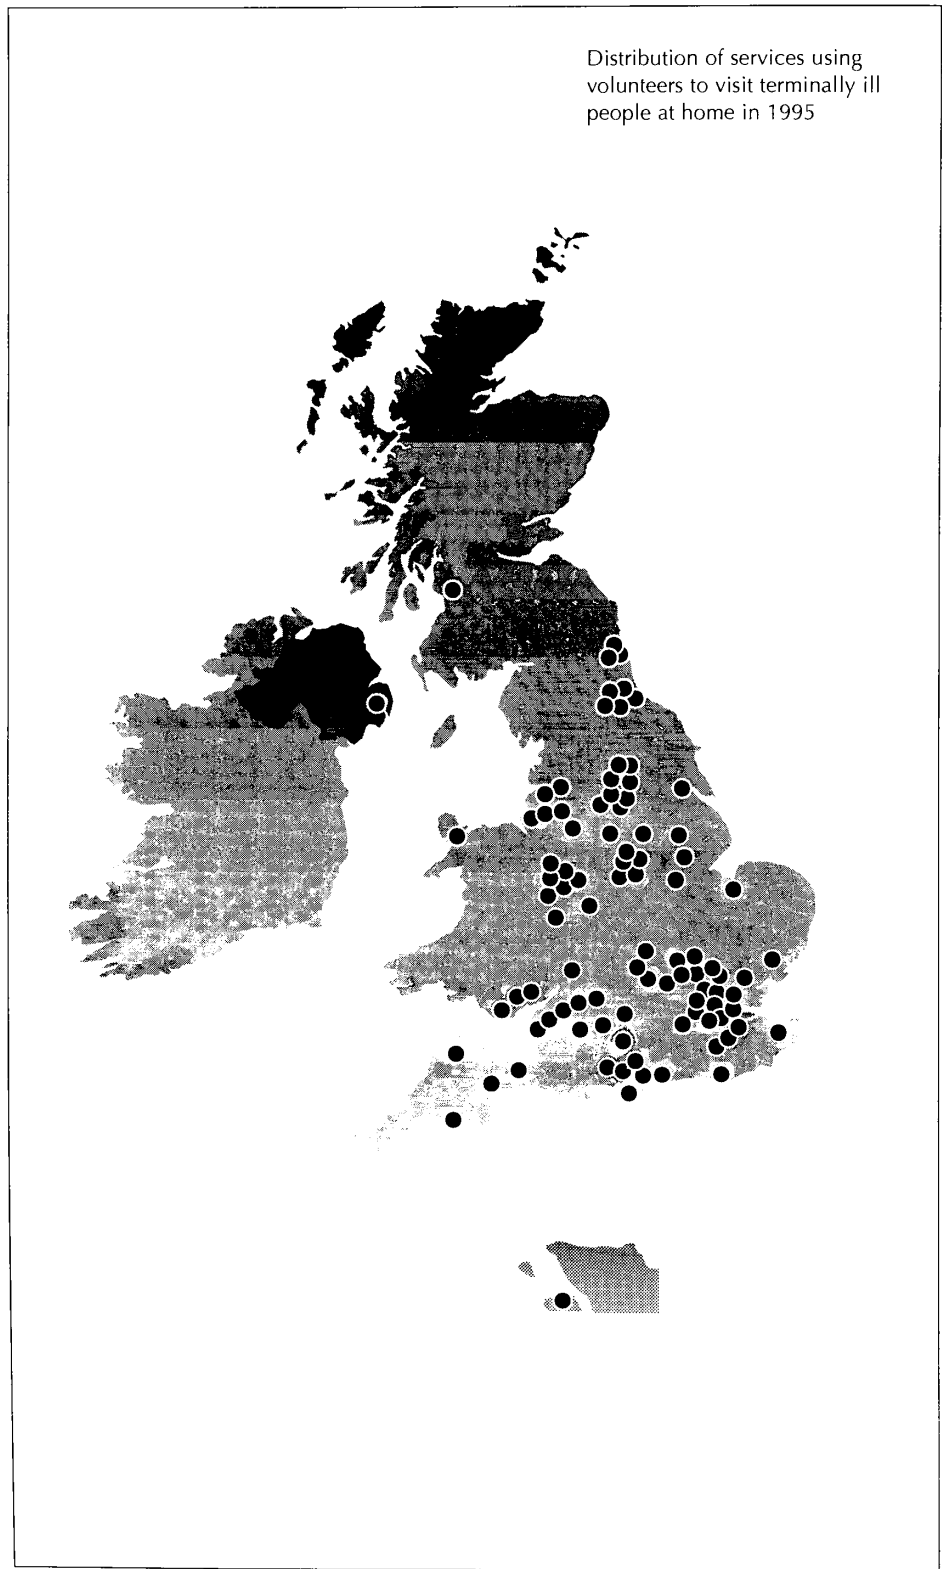 Distribution of services using
volunteers to visit terminally ill
people at home in 1995